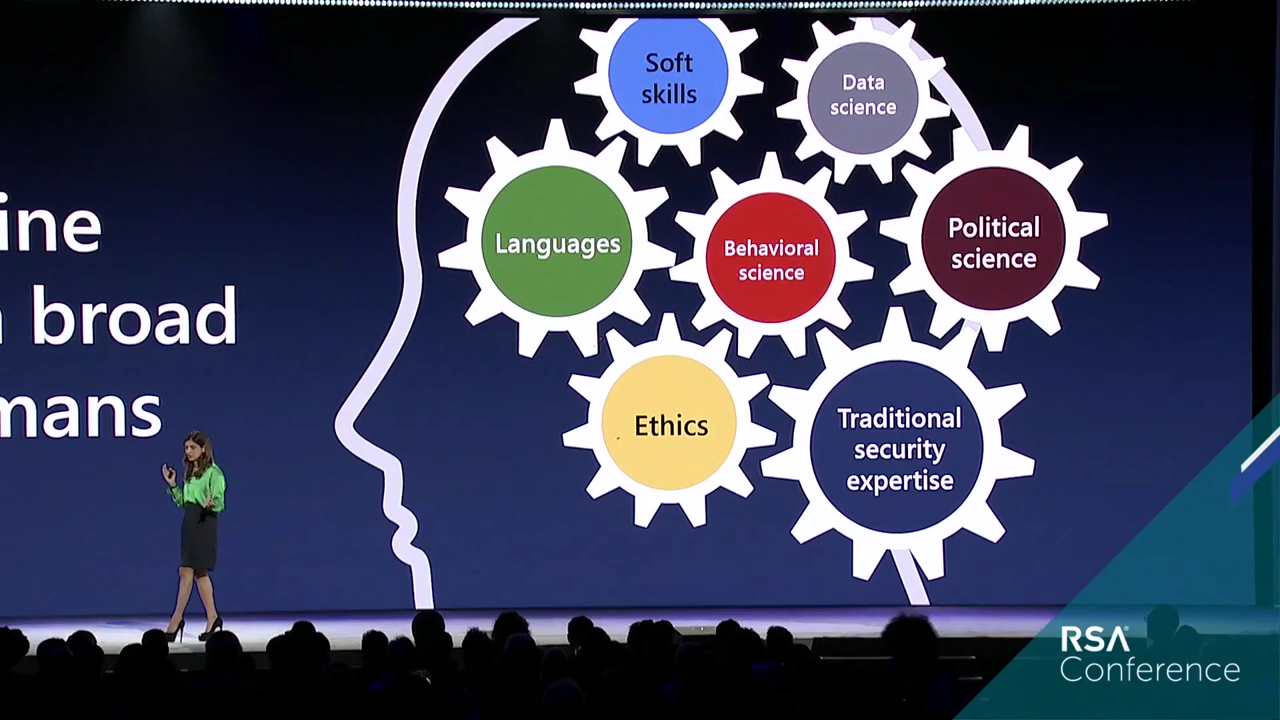 ine
broad
mans
Soft
skills
Data
science
Languages
Behavioral
science
Political
science
Ethics
Traditional
security
expertise
RSA
Conference